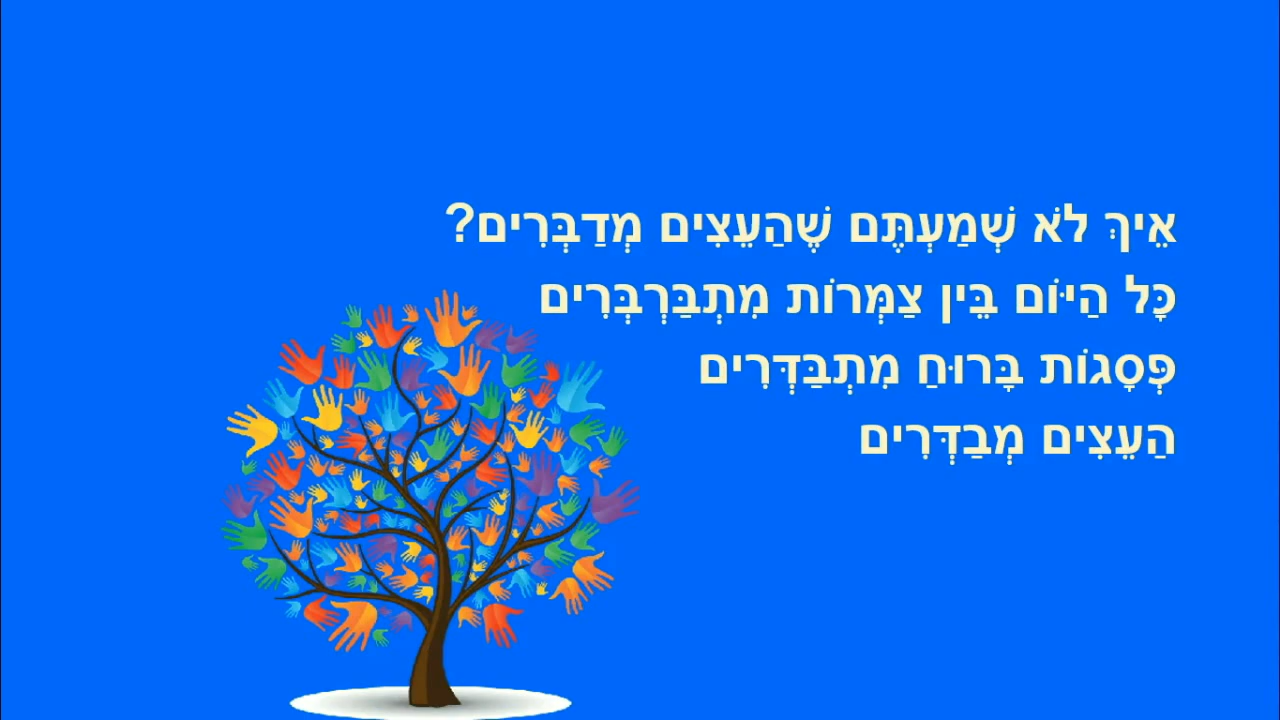 אֵיךְ לֹא שְׁמַעְתֶּם שֶׁהַעֵצִים מְדַבְּרִים?
כָּל הַיּוֹם בֵּין צַמְּרוֹת מִתְבַּרְבְּרִים
פְּסָגוֹת בָּרוּחַ מִתְבַּדְּרִים
הַעֵצִים מְבַדְּרִים